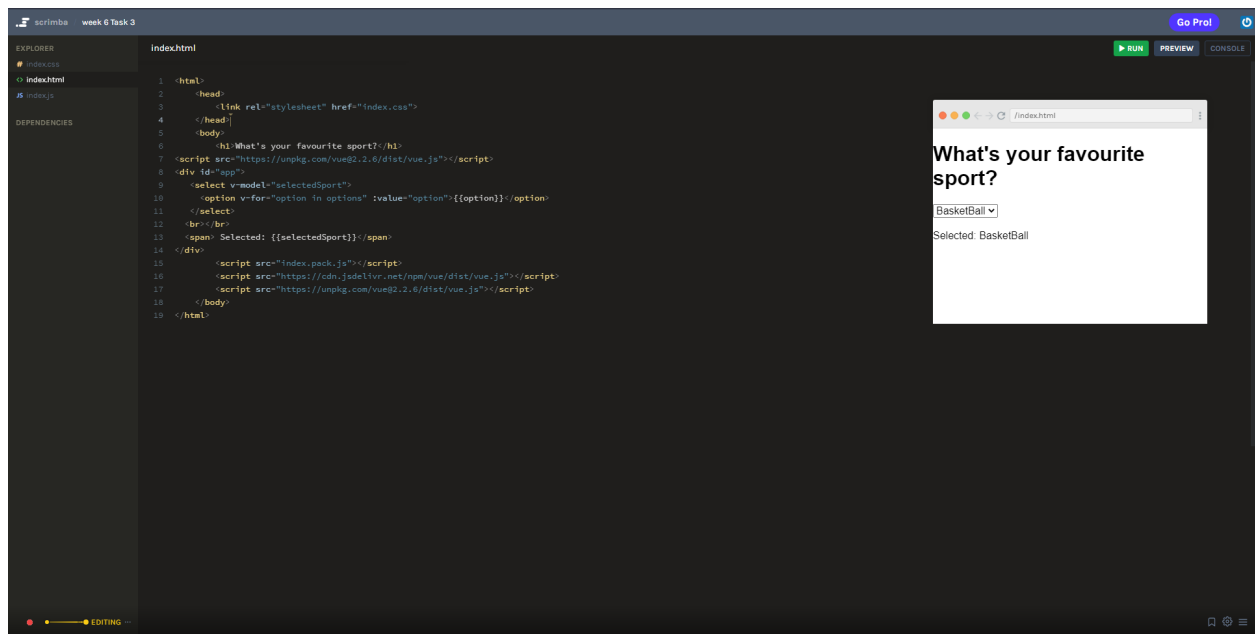 scrimba week 6 Task 3
Go Pro!
EXPLORER
# index.css
<> index.html
JS index.js
DEPENDENCIES
index.html
RUN PREVIEW CONSOLE
1 <html>
2 <head>
3 <link rel="stylesheet" href="index.css">
4 </head>
5 <body>
6 <h1>What's your favourite sport?</h1>
7 <script src="https://unpkg.com/vue@2.2.6/dist/vue.js"></script>
8 <div id="app">
9 <select v-model="selectedSport">
10 <option v-for="option in options" :value="option">{{option}}</option>
11 </select>
12 <br></br>
13 <span> Selected: {{selectedSport}}</span>
14 </div>
15 <script src="index.pack.js"></script>
16 <script src="https://cdn.jsdelivr.net/npm/vue/dist/vue.js"></script>
17 <script src="https://unpkg.com/vue@2.2.6/dist/vue.js"></script>
18 </body>
19 </html>
/index.html
What's your favourite
sport?
BasketBall
Selected: BasketBall
EDITING ...